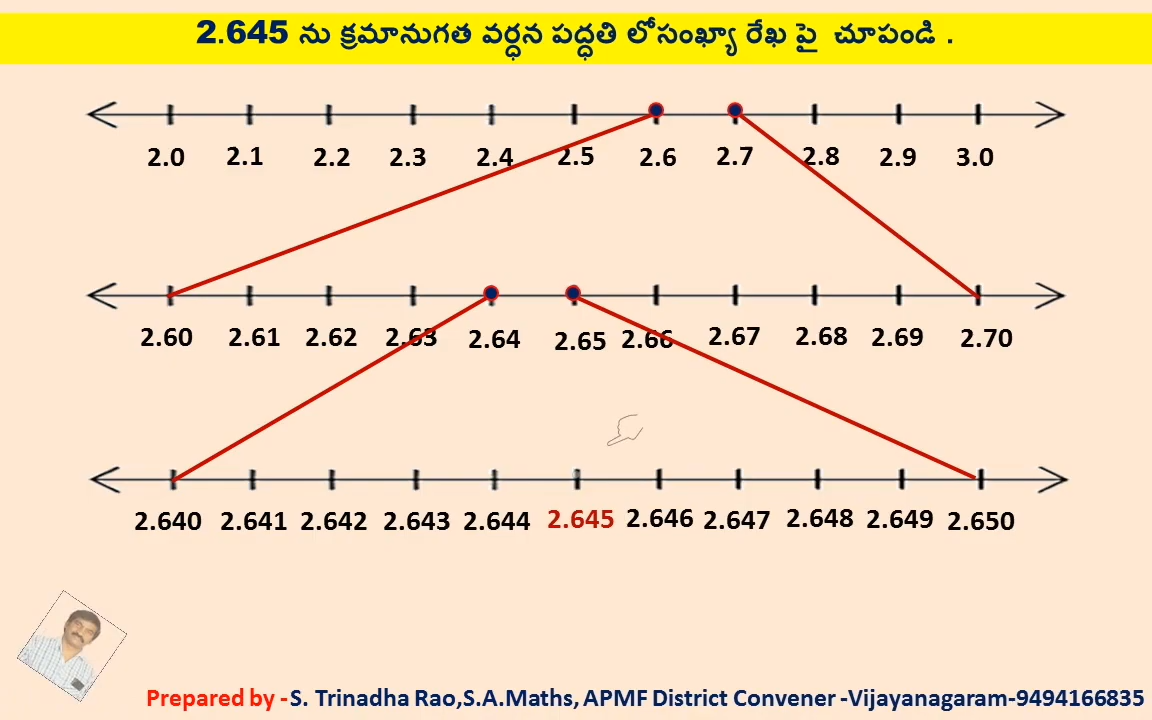 2.645 ను క్రమానుగత వర్ధన పద్ధతి లోసంఖ్యా రేఖ పై చూపండి .
2.0 2.1 2.2 2.3 2.4 2.5 2.6 2.7 2.8 2.9 3.0
2.60 2.61 2.62 2.63 2.64 2.65 2.66 2.67 2.68 2.69 2.70
2.640 2.641 2.642 2.643 2.644 2.645 2.646 2.647 2.648 2.649 2.650
Prepared by -S. Trinadha Rao,S.A.Maths, APMF District Convener -Vijayanagaram-9494166835